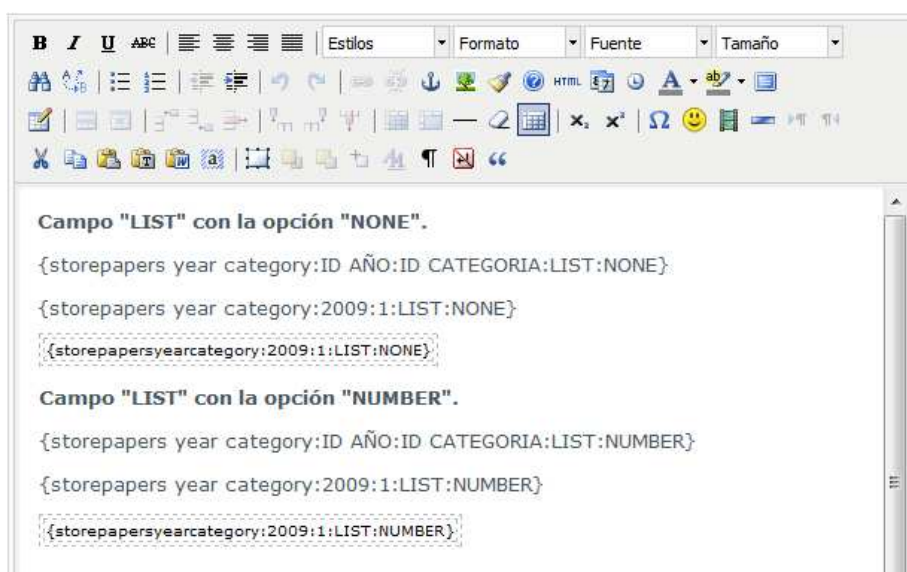 B I U ABC Estilos Formato Fuente Tamaño
HTML A ab
Campo "LIST" con la opción "NONE".
{storepapers year category:ID AÑO:ID CATEGORIA:LIST:NONE}
{storepapers year category:2009:1:LIST:NONE}
{storepapersyearcategory:2009:1:LIST:NONE}
Campo "LIST" con la opción "NUMBER".
{storepapers year category:ID AÑO:ID CATEGORIA:LIST:NUMBER}
{storepapers year category:2009:1:LIST:NUMBER}
{storepapersyearcategory:2009:1:LIST:NUMBER}